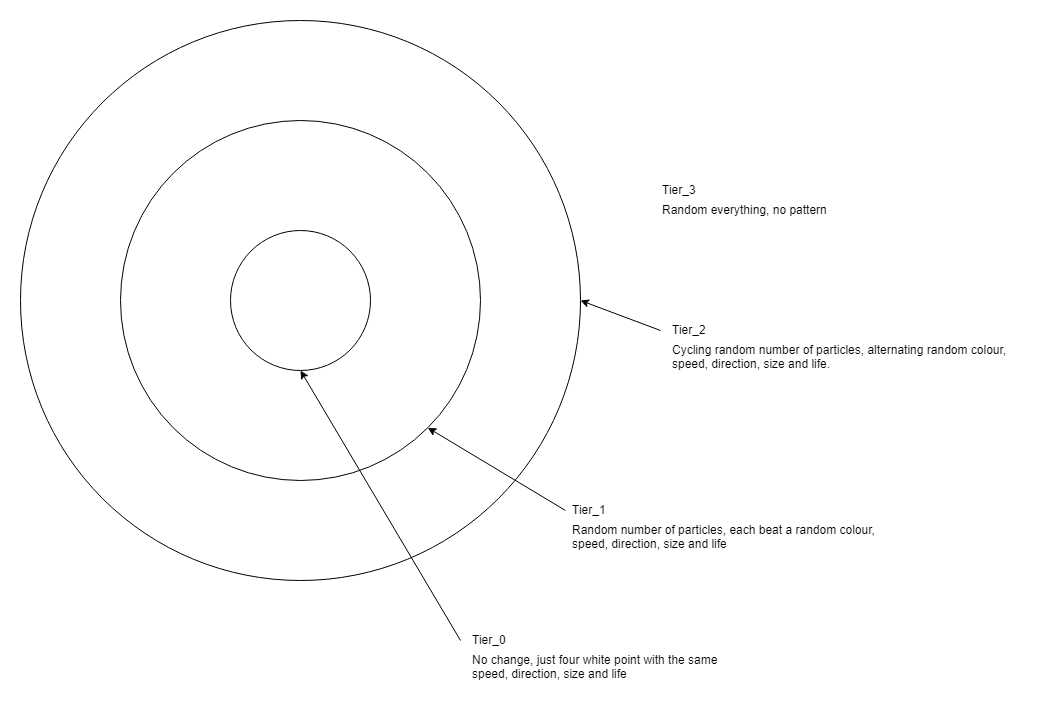 Tier_3
Random everything, no pattern
Tier_2
Cycling random number of particles, alternating random colour,
speed, direction, size and life.
Tier_1
Random number of particles, each beat a random colour,
speed, direction, size and life
Tier_0
No change, just four white point with the same
speed, direction, size and life